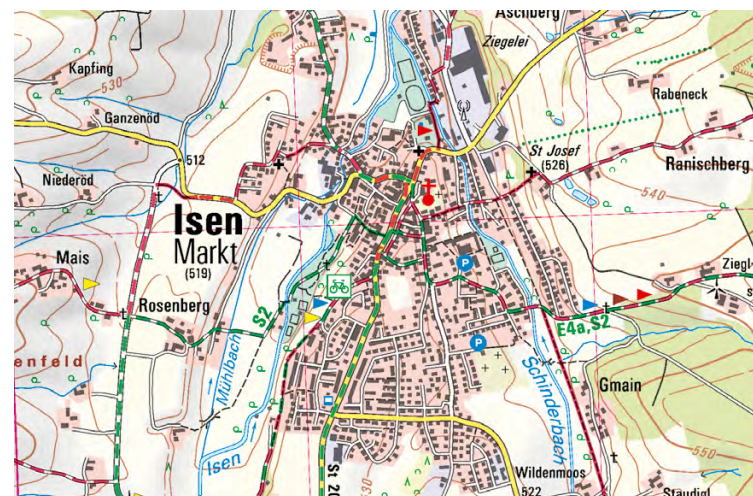 Aschberg
Ziegelei
Kapfing
530
Rabeneck
Ganzenöd
512
St Josef
(526)
Ranischberg
Niederöd
540
Isen
Markt
(519)
Mais
P
Ziegl-
Rosenberg
S2
E4a, S2
enfeld
Mühlbach
P
Schinderbach
Gmain
Isen
St 20
550
Wildenmoos
522
Staudigl